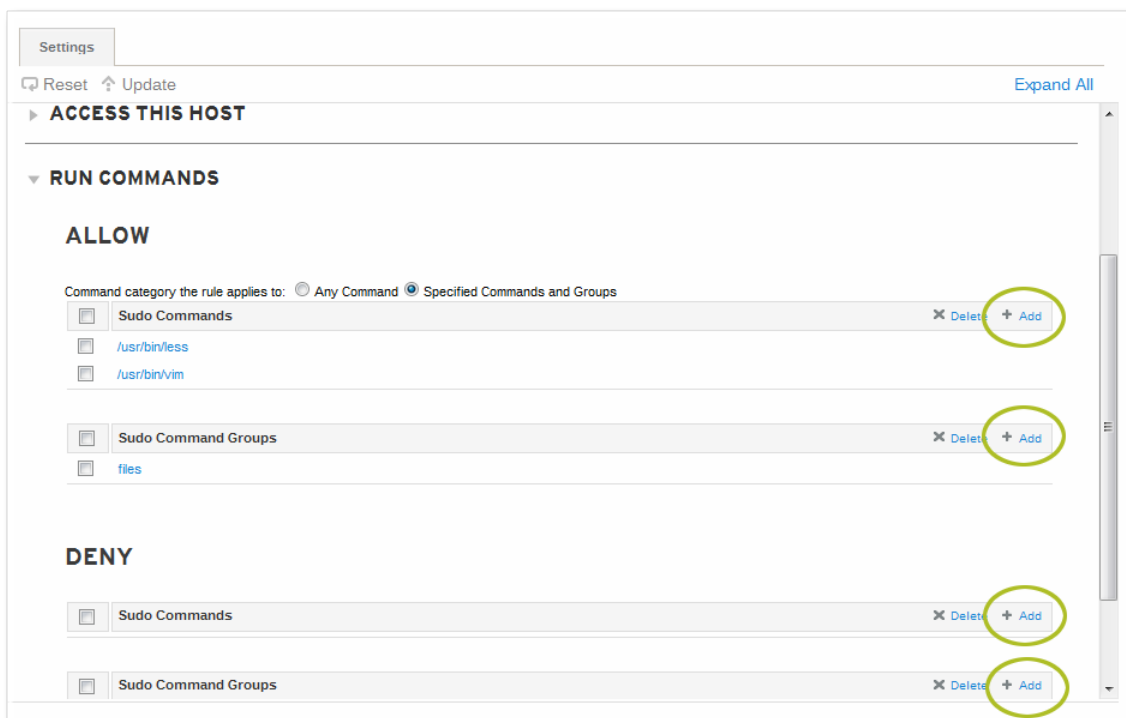 Settings
Reset Update Expand All
ACCESS THIS HOST
RUN COMMANDS
ALLOW
Command category the rule applies to: Any Command Specified Commands and Groups
Sudo Commands Delete + Add
/usr/bin/less
/usr/bin/vim
Sudo Command Groups Delete + Add
files
DENY
Sudo Commands Delete + Add
Sudo Command Groups Delete + Add